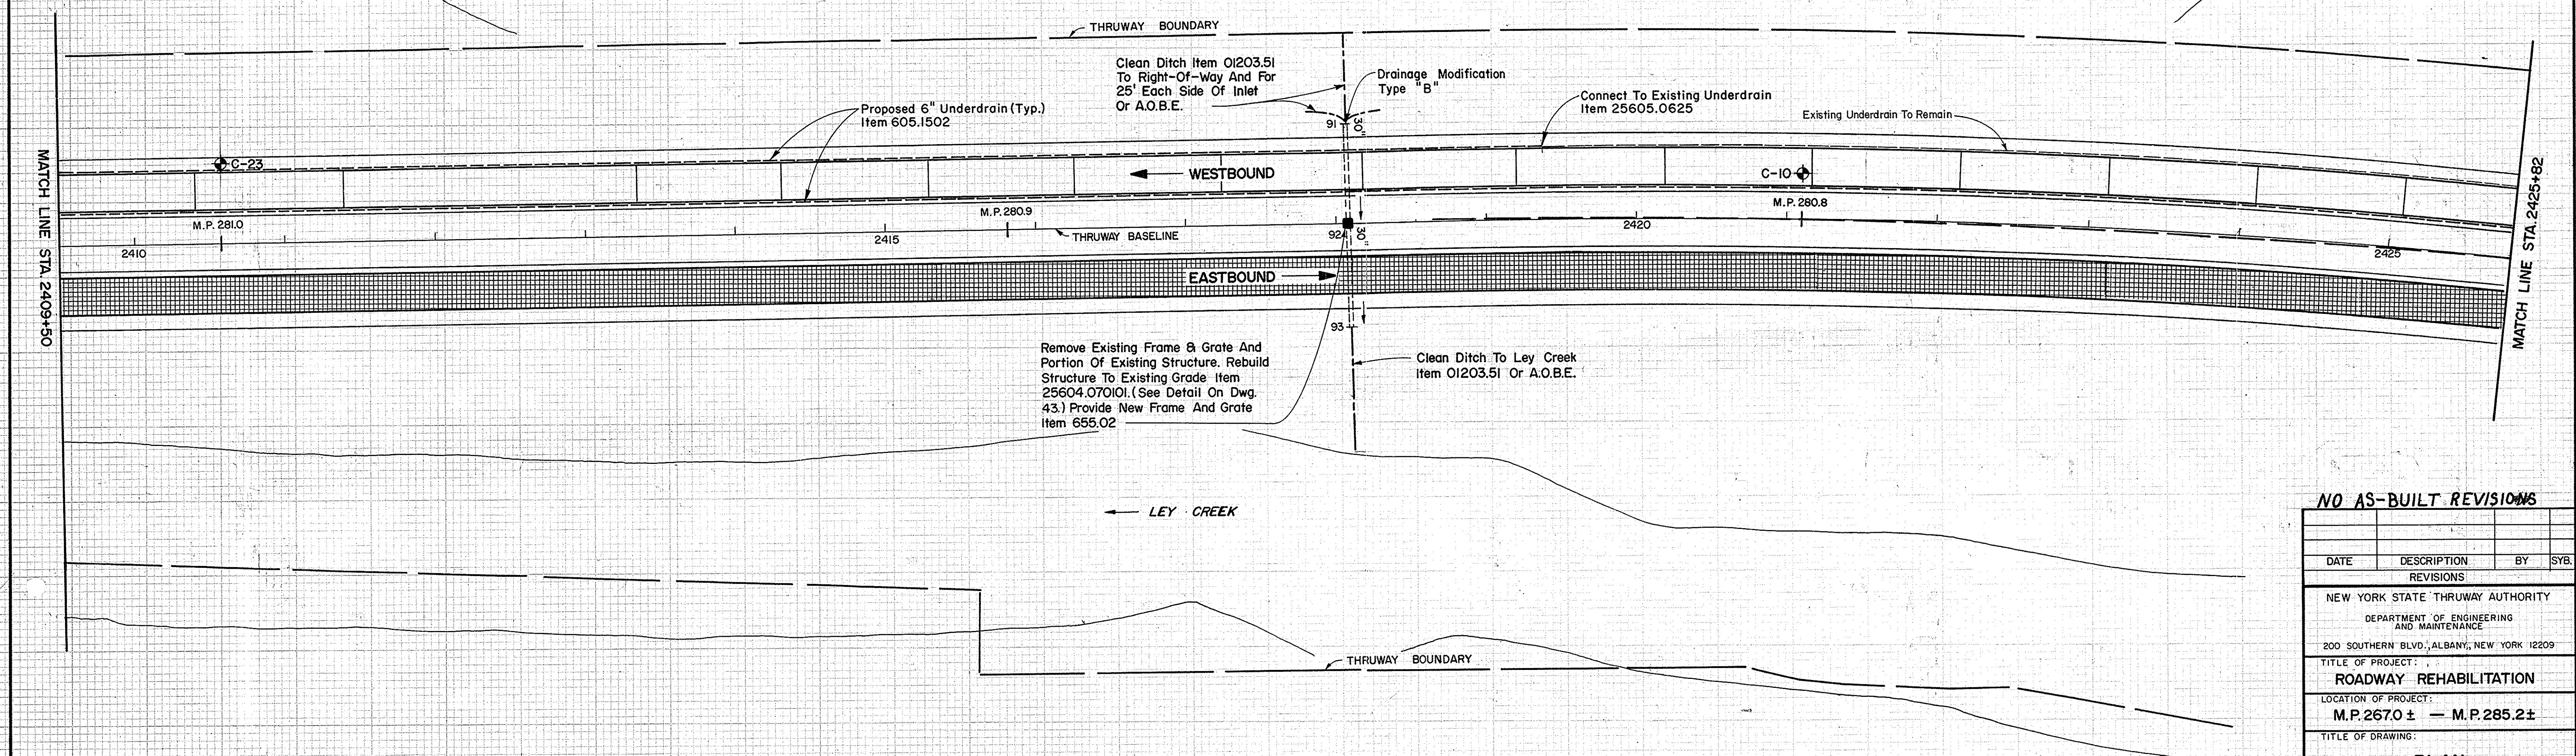 THRUWAY BOUNDARY
Clean Ditch Item 01203.51
To Right-Of-Way And For
25' Each Side Of Inlet
Or A.O.B.E.
Drainage Modification
Type "B"
Proposed 6" Underdrain (Typ.)
Item 605.1502
Connect To Existing Underdrain
Item 25605.0625
Existing Underdrain To Remain
91
30"
C-23
WESTBOUND
C-10
MATCH LINE STA. 2409+50
MATCH LINE STA. 2425+82
M.P. 281.0
M.P. 280.9
M.P. 280.8
2410
2415
THRUWAY BASELINE
92
30"
2420
2425
EASTBOUND
93
Remove Existing Frame & Grate And
Portion Of Existing Structure. Rebuild
Structure To Existing Grade Item
25604.070101. (See Detail On Dwg.
43.) Provide New Frame And Grate
Item 655.02
Clean Ditch To Ley Creek
Item 01203.51 Or A.O.B.E.
LEY CREEK
THRUWAY BOUNDARY
NO AS-BUILT REVISIONS
DATE DESCRIPTION BY SYB.
REVISIONS
NEW YORK STATE THRUWAY AUTHORITY
DEPARTMENT OF ENGINEERING
AND MAINTENANCE
200 SOUTHERN BLVD., ALBANY, NEW YORK 12209
TITLE OF PROJECT:
ROADWAY REHABILITATION
LOCATION OF PROJECT:
M.P. 267.0 ± — M.P. 285.2 ±
TITLE OF DRAWING: